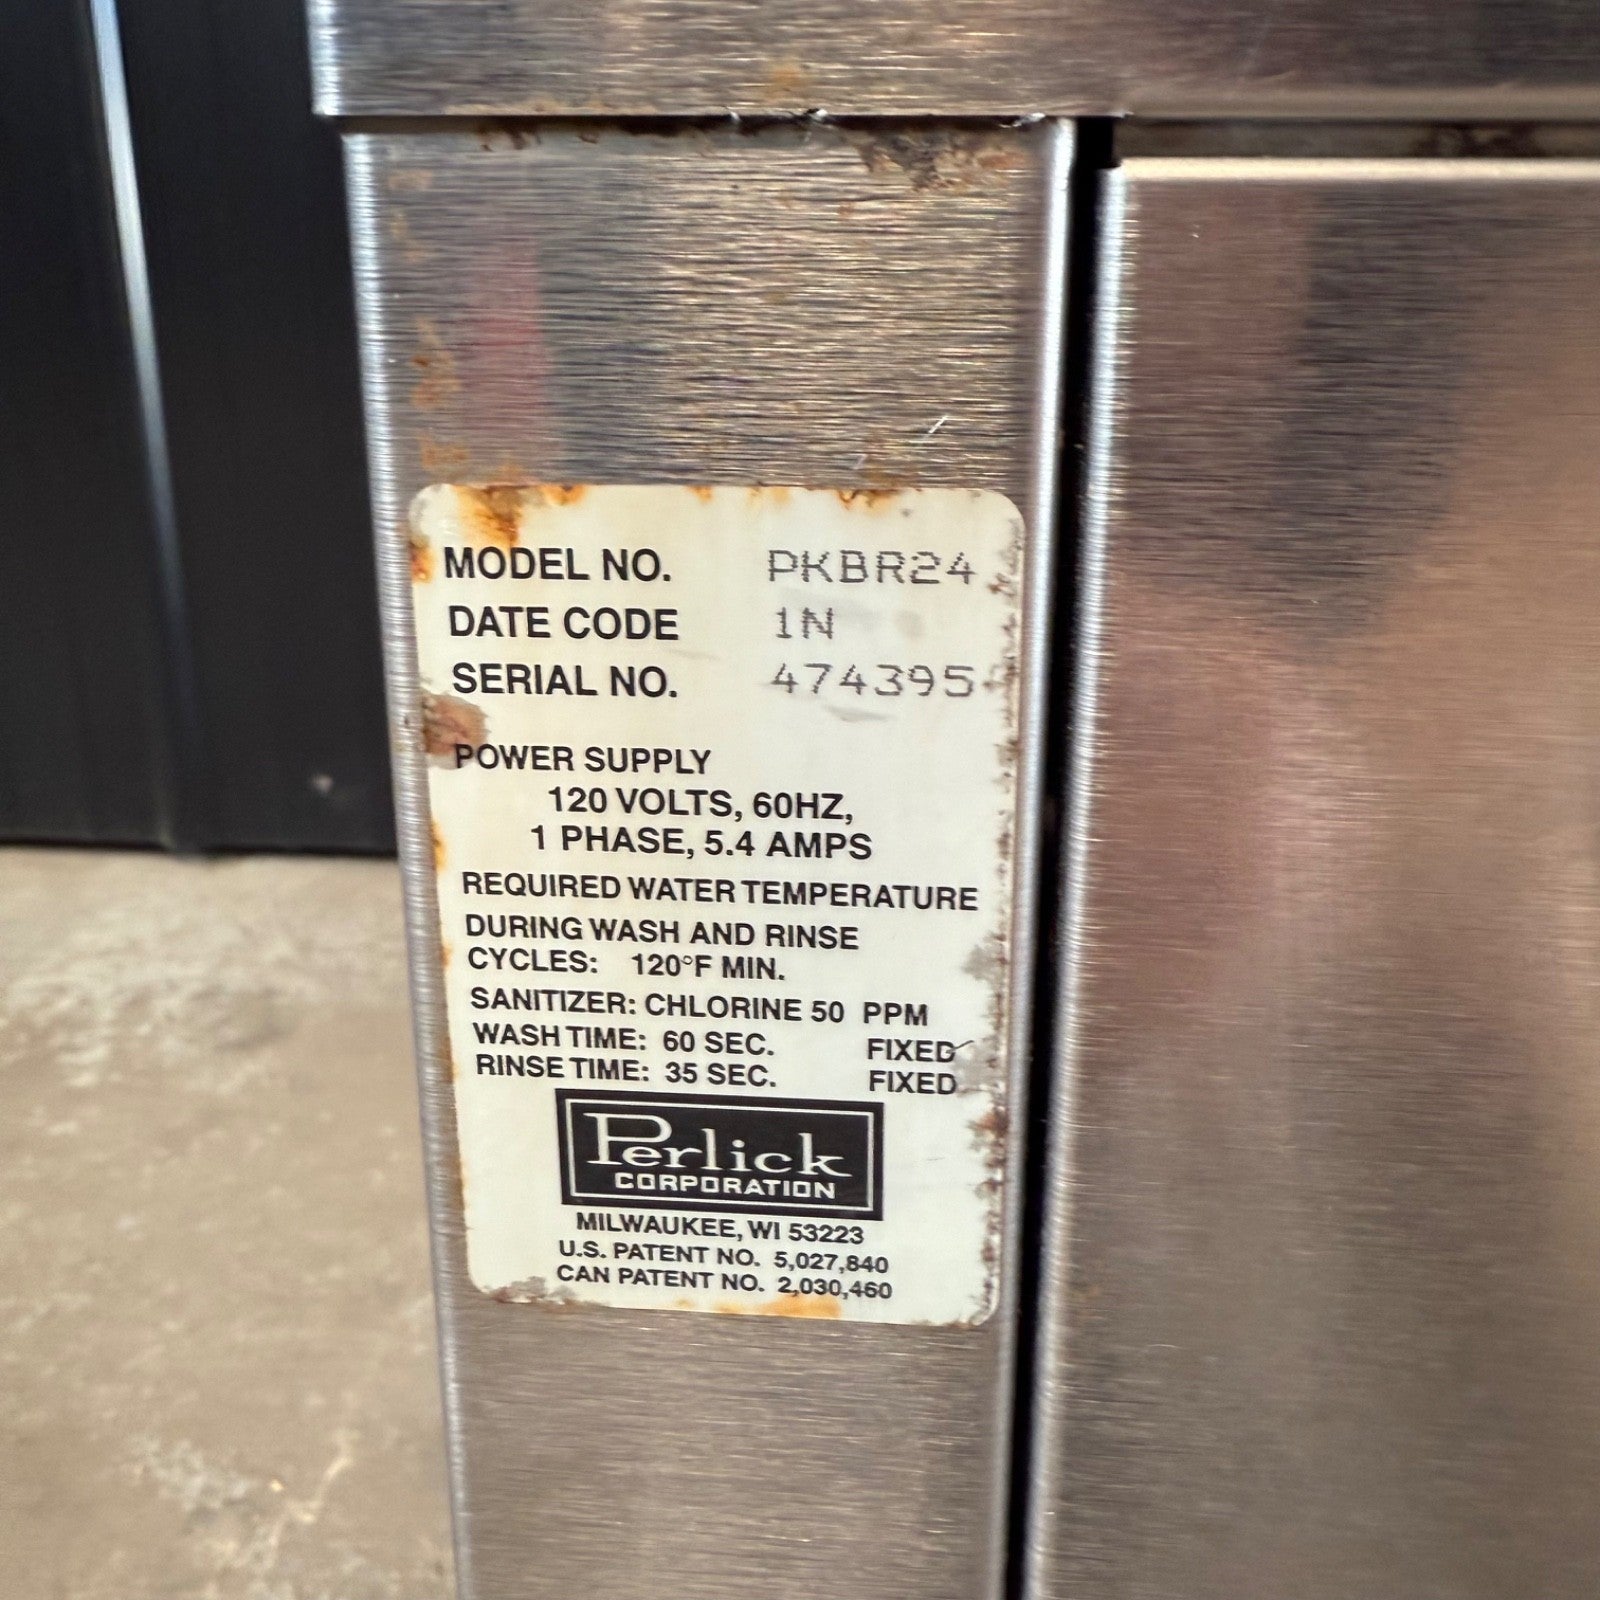 MODEL NO. PKBR24
DATE CODE 1N
SERIAL NO. 474395
POWER SUPPLY
120 VOLTS, 60HZ,
1 PHASE, 5.4 AMPS
REQUIRED WATER TEMPERATURE
DURING WASH AND RINSE
CYCLES: 120°F MIN.
SANITIZER: CHLORINE 50 PPM
WASH TIME: 60 SEC. FIXED
RINSE TIME: 35 SEC. FIXED
Perlick
CORPORATION
MILWAUKEE, WI 53223
U.S. PATENT NO. 5,027,840
CAN PATENT NO. 2,030,460